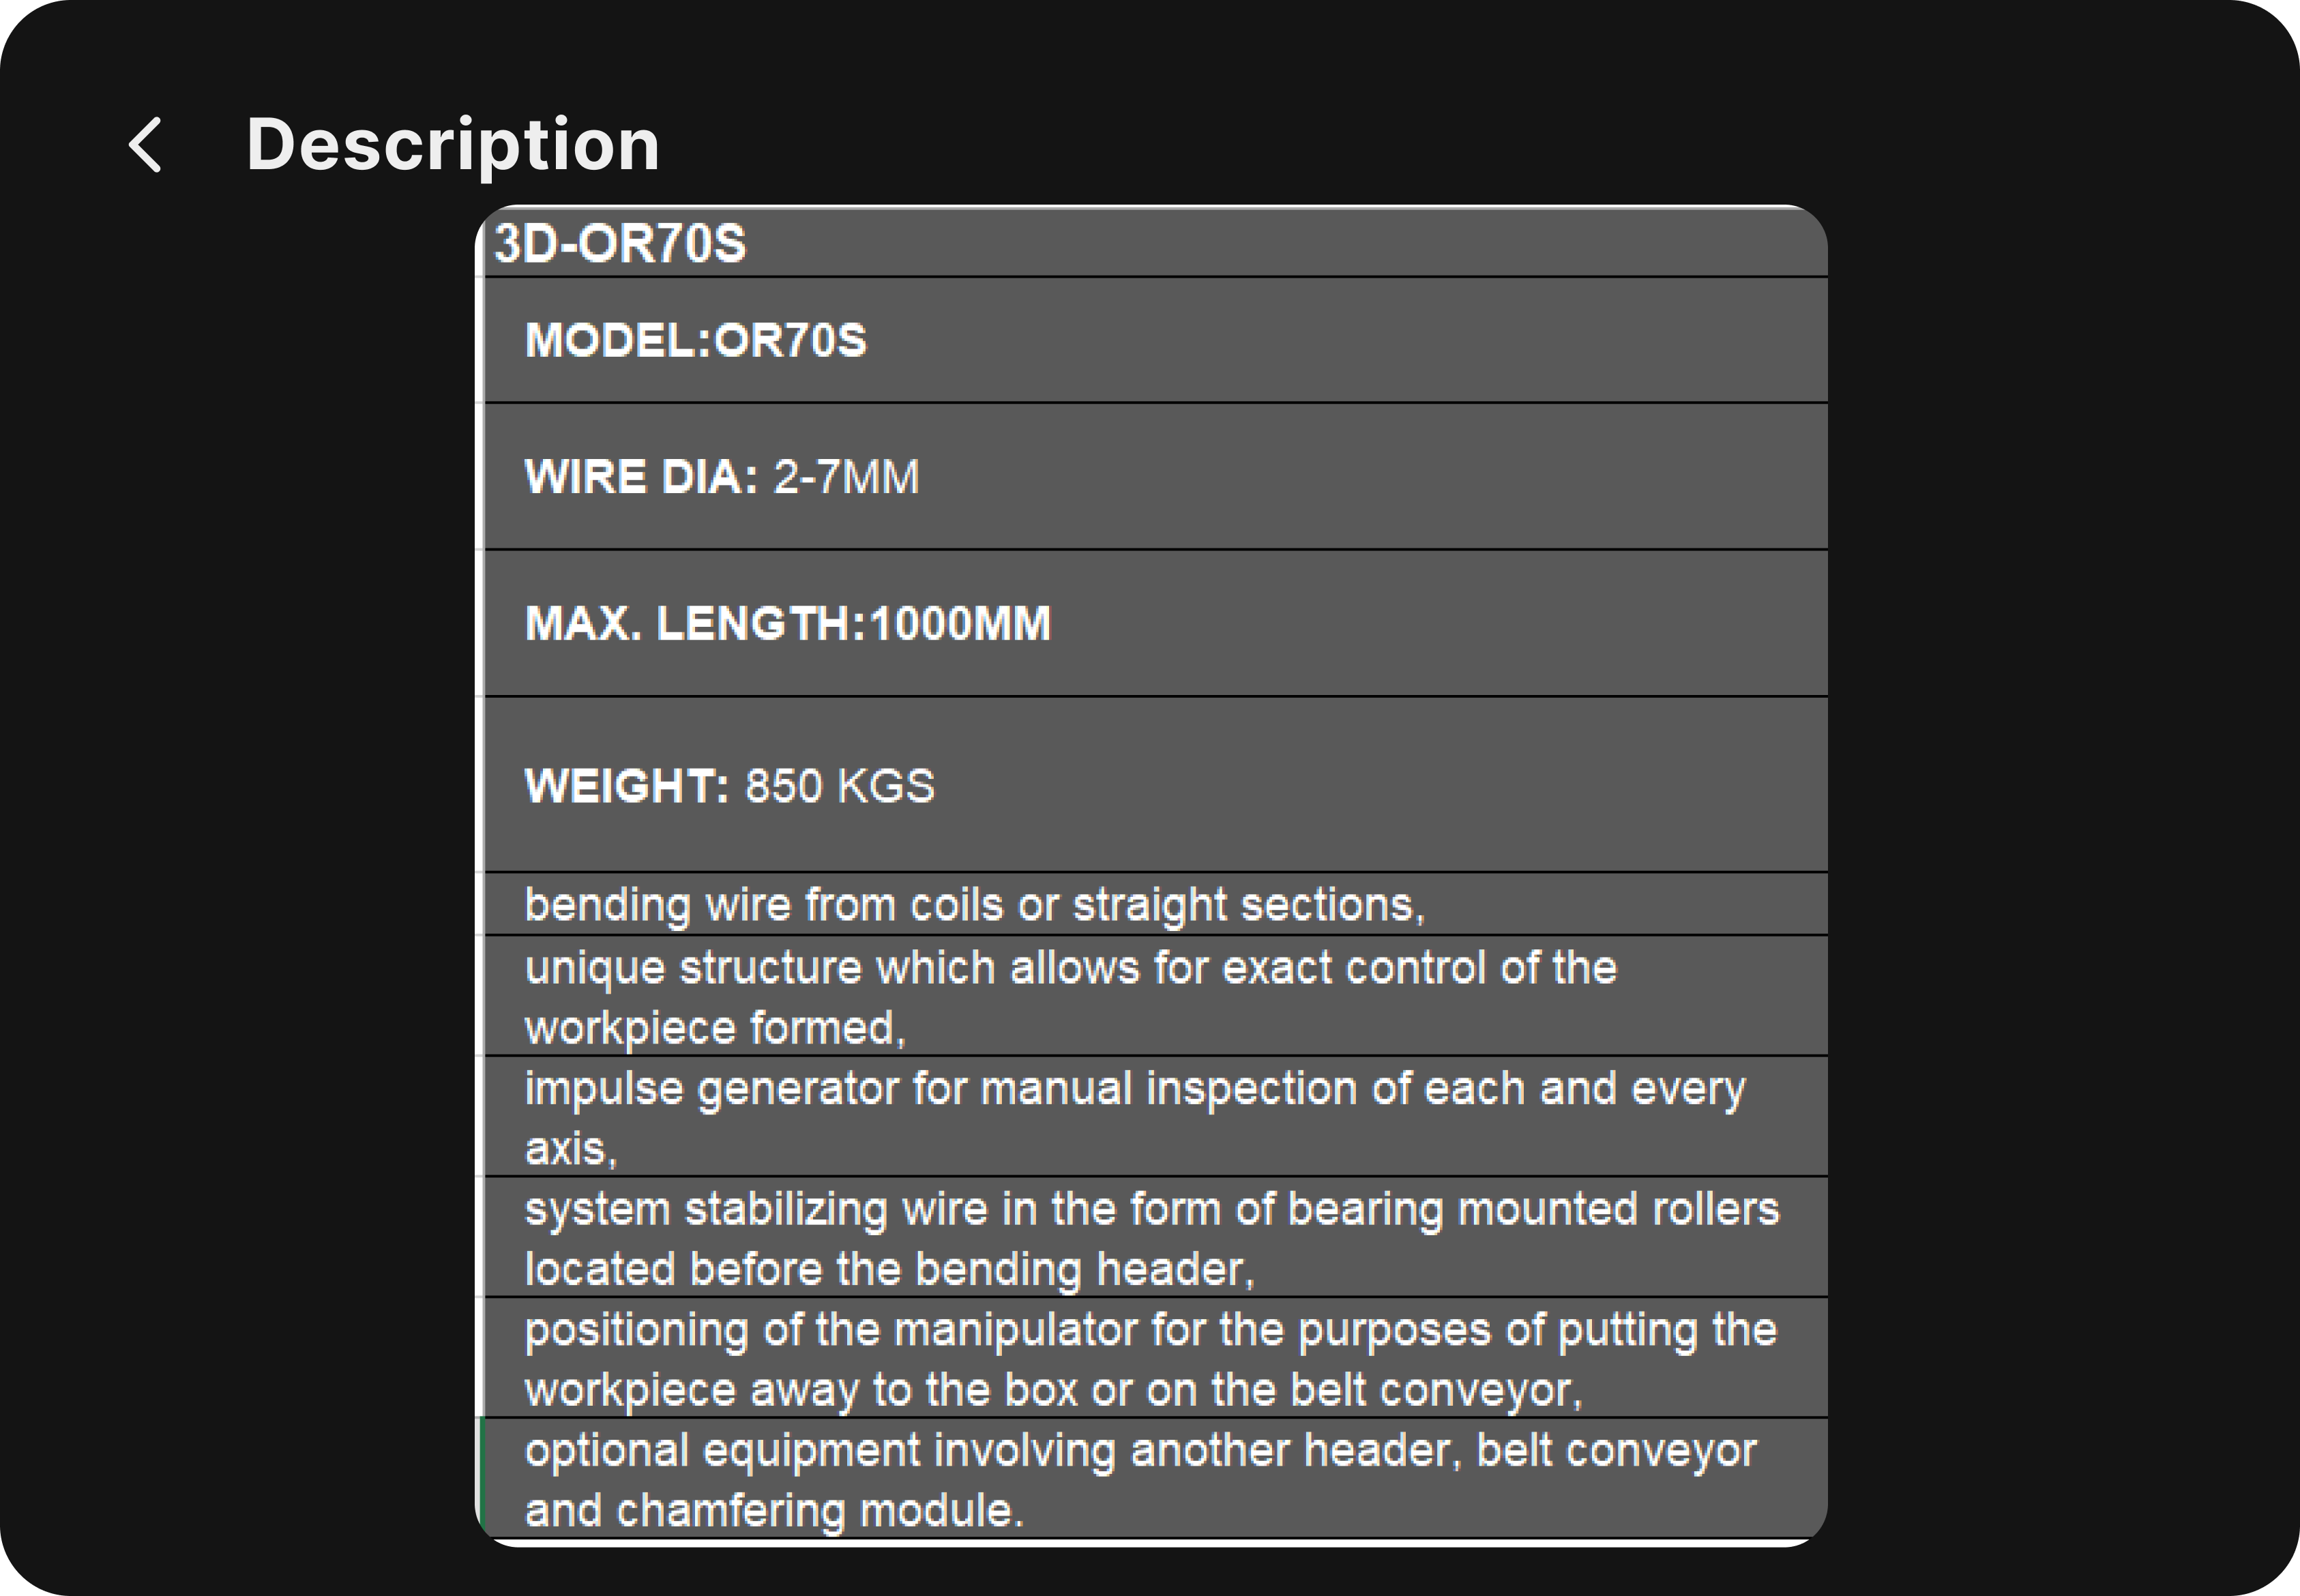 Description
3D-OR70S
MODEL:OR70S
WIRE DIA: 2-7MM
MAX. LENGTH:1000MM
WEIGHT: 850 KGS
bending wire from coils or straight sections,
unique structure which allows for exact control of the
workpiece formed,
impulse generator for manual inspection of each and every
axis,
system stabilizing wire in the form of bearing mounted rollers
located before the bending header,
positioning of the manipulator for the purposes of putting the
workpiece away to the box or on the belt conveyor,
optional equipment involving another header, belt conveyor
and chamfering module.